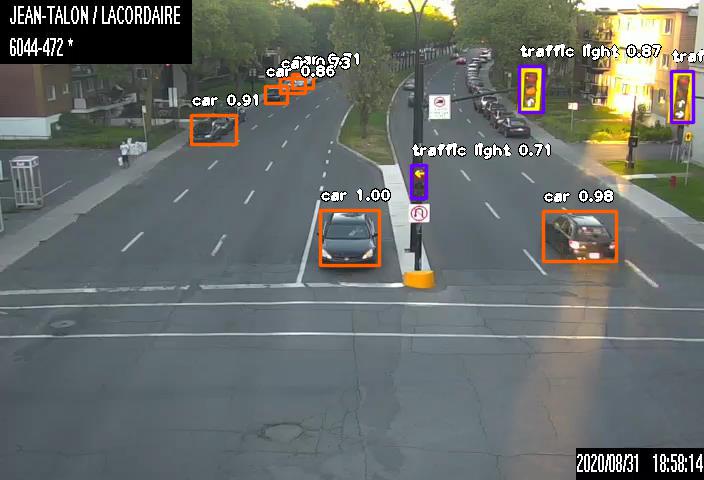 JEAN-TALON / LACORDAIRE
6044-472 *
car 0.86
car 0.91
traffic light 0.87
traf
traffic light 0.71
car 1.00
car 0.98
2020/08/31 18:58:14